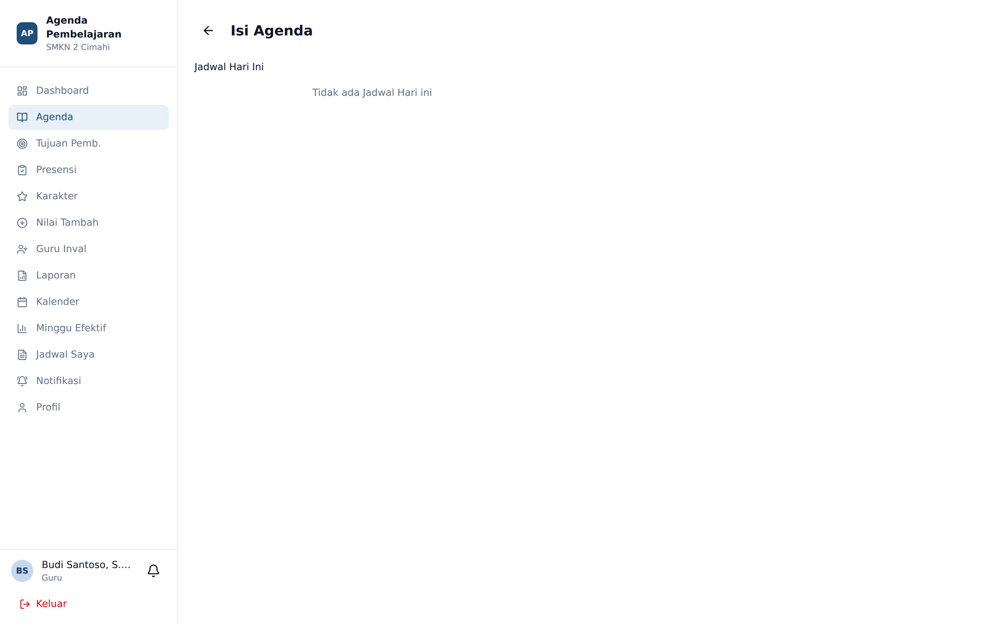 AP
Agenda
Pembelajaran
SMKN 2 Cimahi
Dashboard
Agenda
Tujuan Pemb.
Presensi
Karakter
Nilai Tambah
Guru Inval
Laporan
Kalender
Minggu Efektif
Jadwal Saya
Notifikasi
Profil
BS
Budi Santoso, S....
Guru
Keluar
Isi Agenda
Jadwal Hari Ini
Tidak ada Jadwal Hari ini